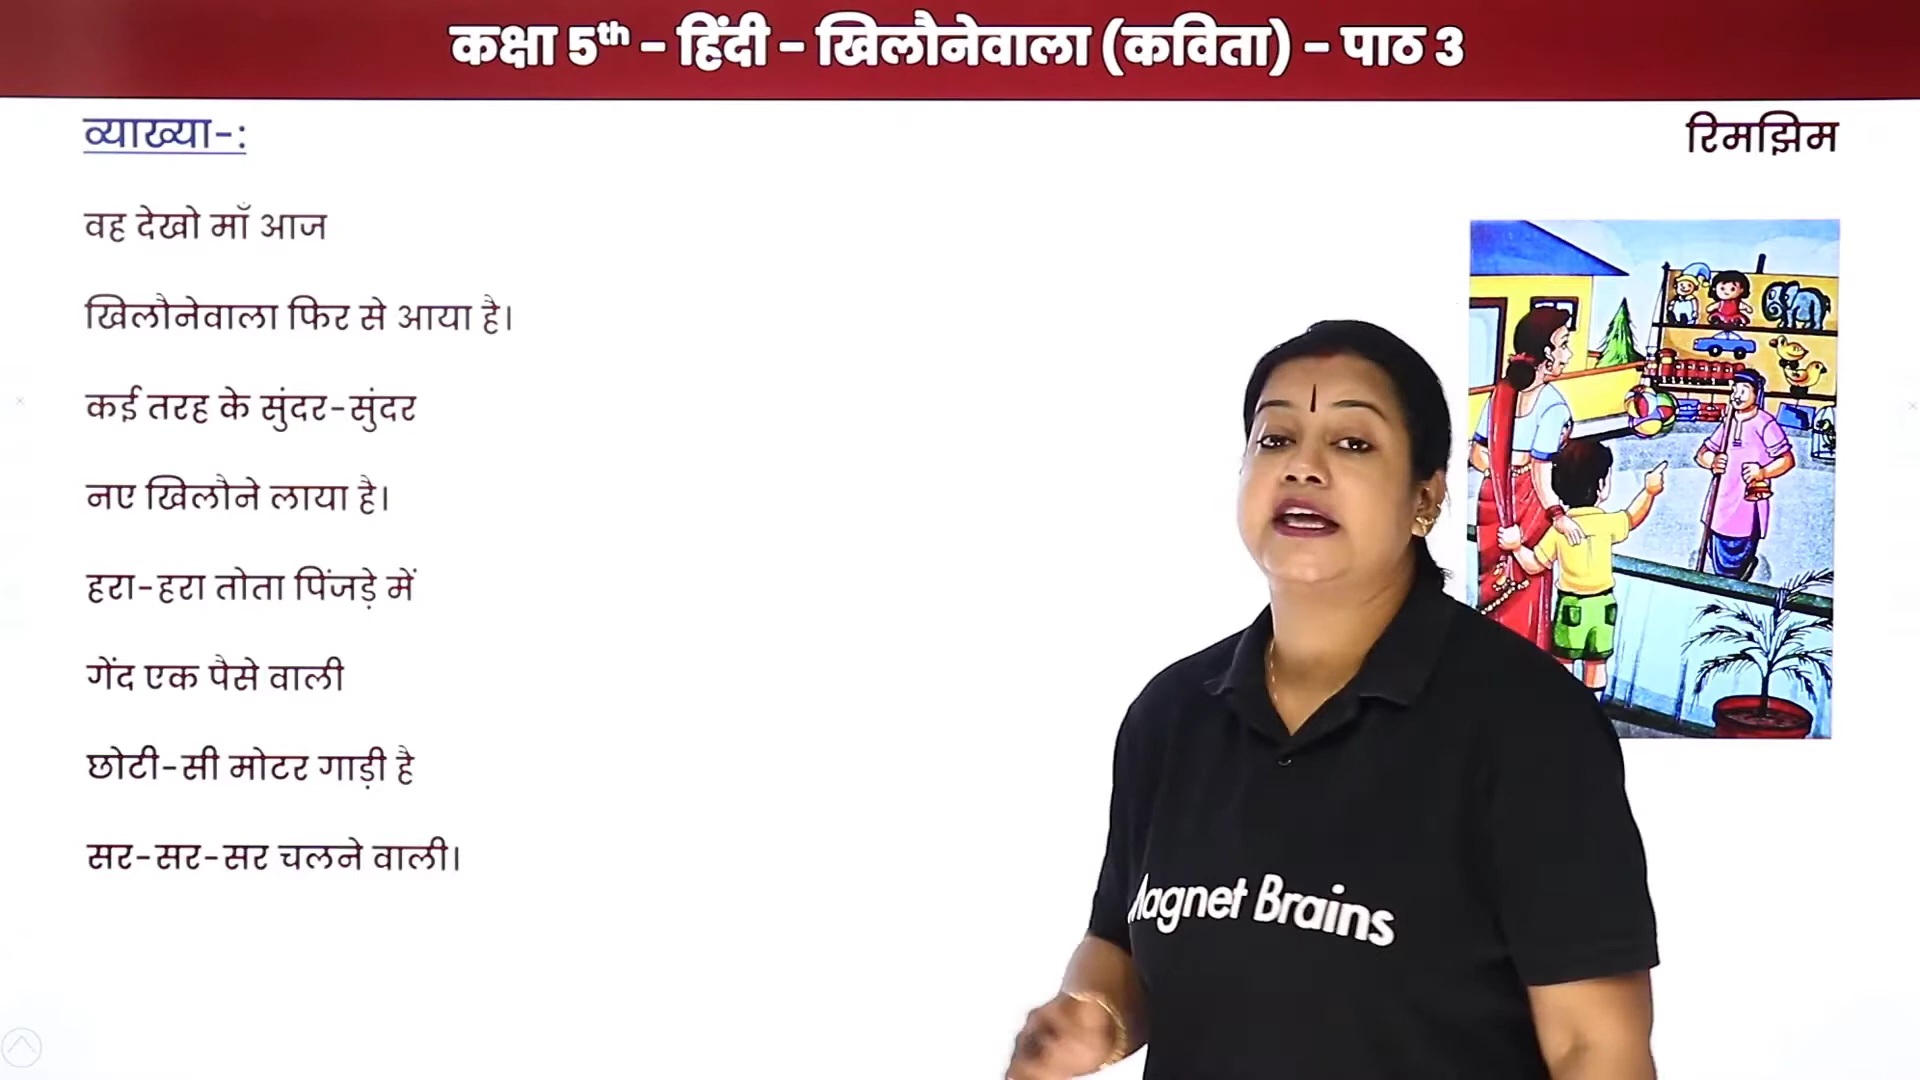 कक्षा 5th - हिंदी - खिलौनेवाला (कविता) - पाठ 3
व्याख्या-:
रिमझिम
वह देखो माँ आज
खिलौनेवाला फिर से आया है।
कई तरह के सुंदर-सुंदर
नए खिलौने लाया है।
हरा-हरा तोता पिंजड़े में
गेंद एक पैसे वाली
छोटी-सी मोटर गाड़ी है
सर-सर-सर चलने वाली।
Magnet Brains